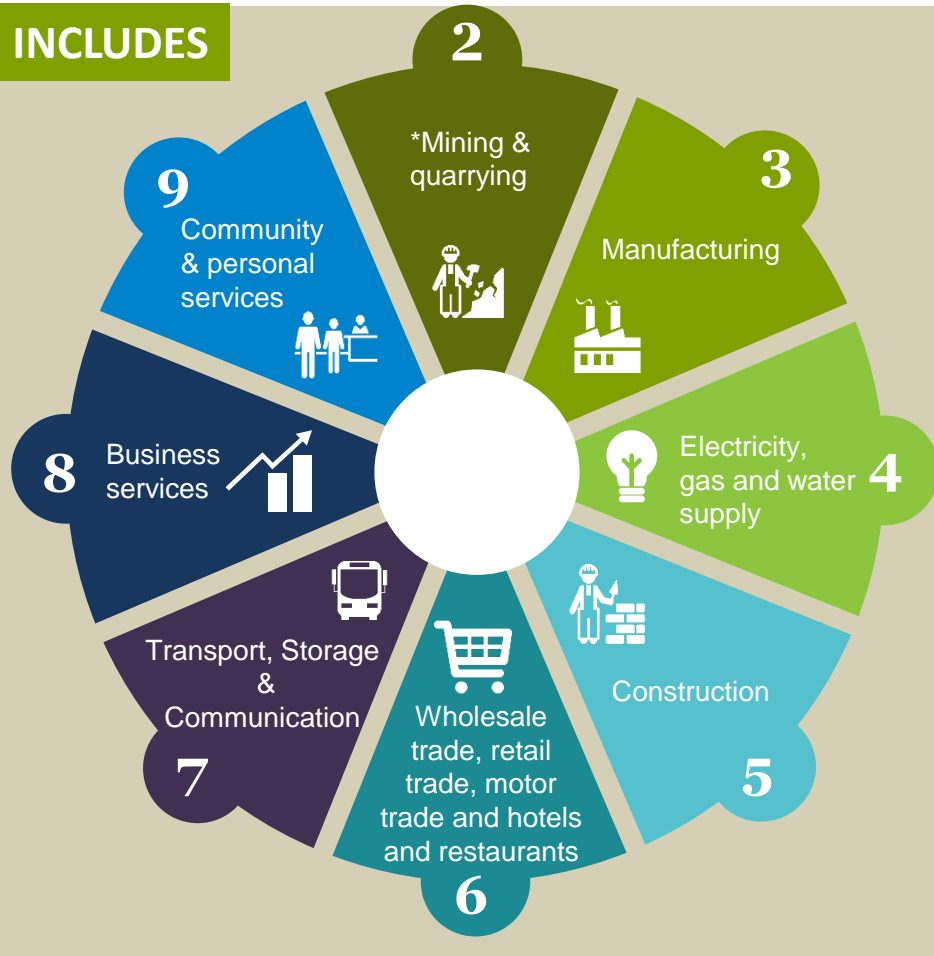 INCLUDES
2
*Mining &
quarrying
3
Manufacturing
4
Electricity,
gas and water
supply
5
Construction
6
Wholesale
trade, retail
trade, motor
trade and hotels
and restaurants
7
Transport, Storage
&
Communication
8
Business
services
9
Community
& personal
services